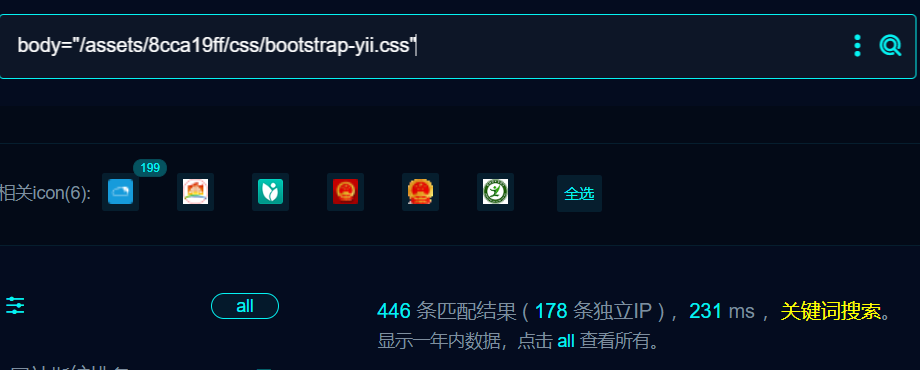 body="/assets/8cca19ff/css/bootstrap-yii.css"
199
相关icon(6):
全选
all
446 条匹配结果 ( 178 条独立IP ) ，231 ms ，关键词搜索。
显示一年内数据，点击 all 查看所有。